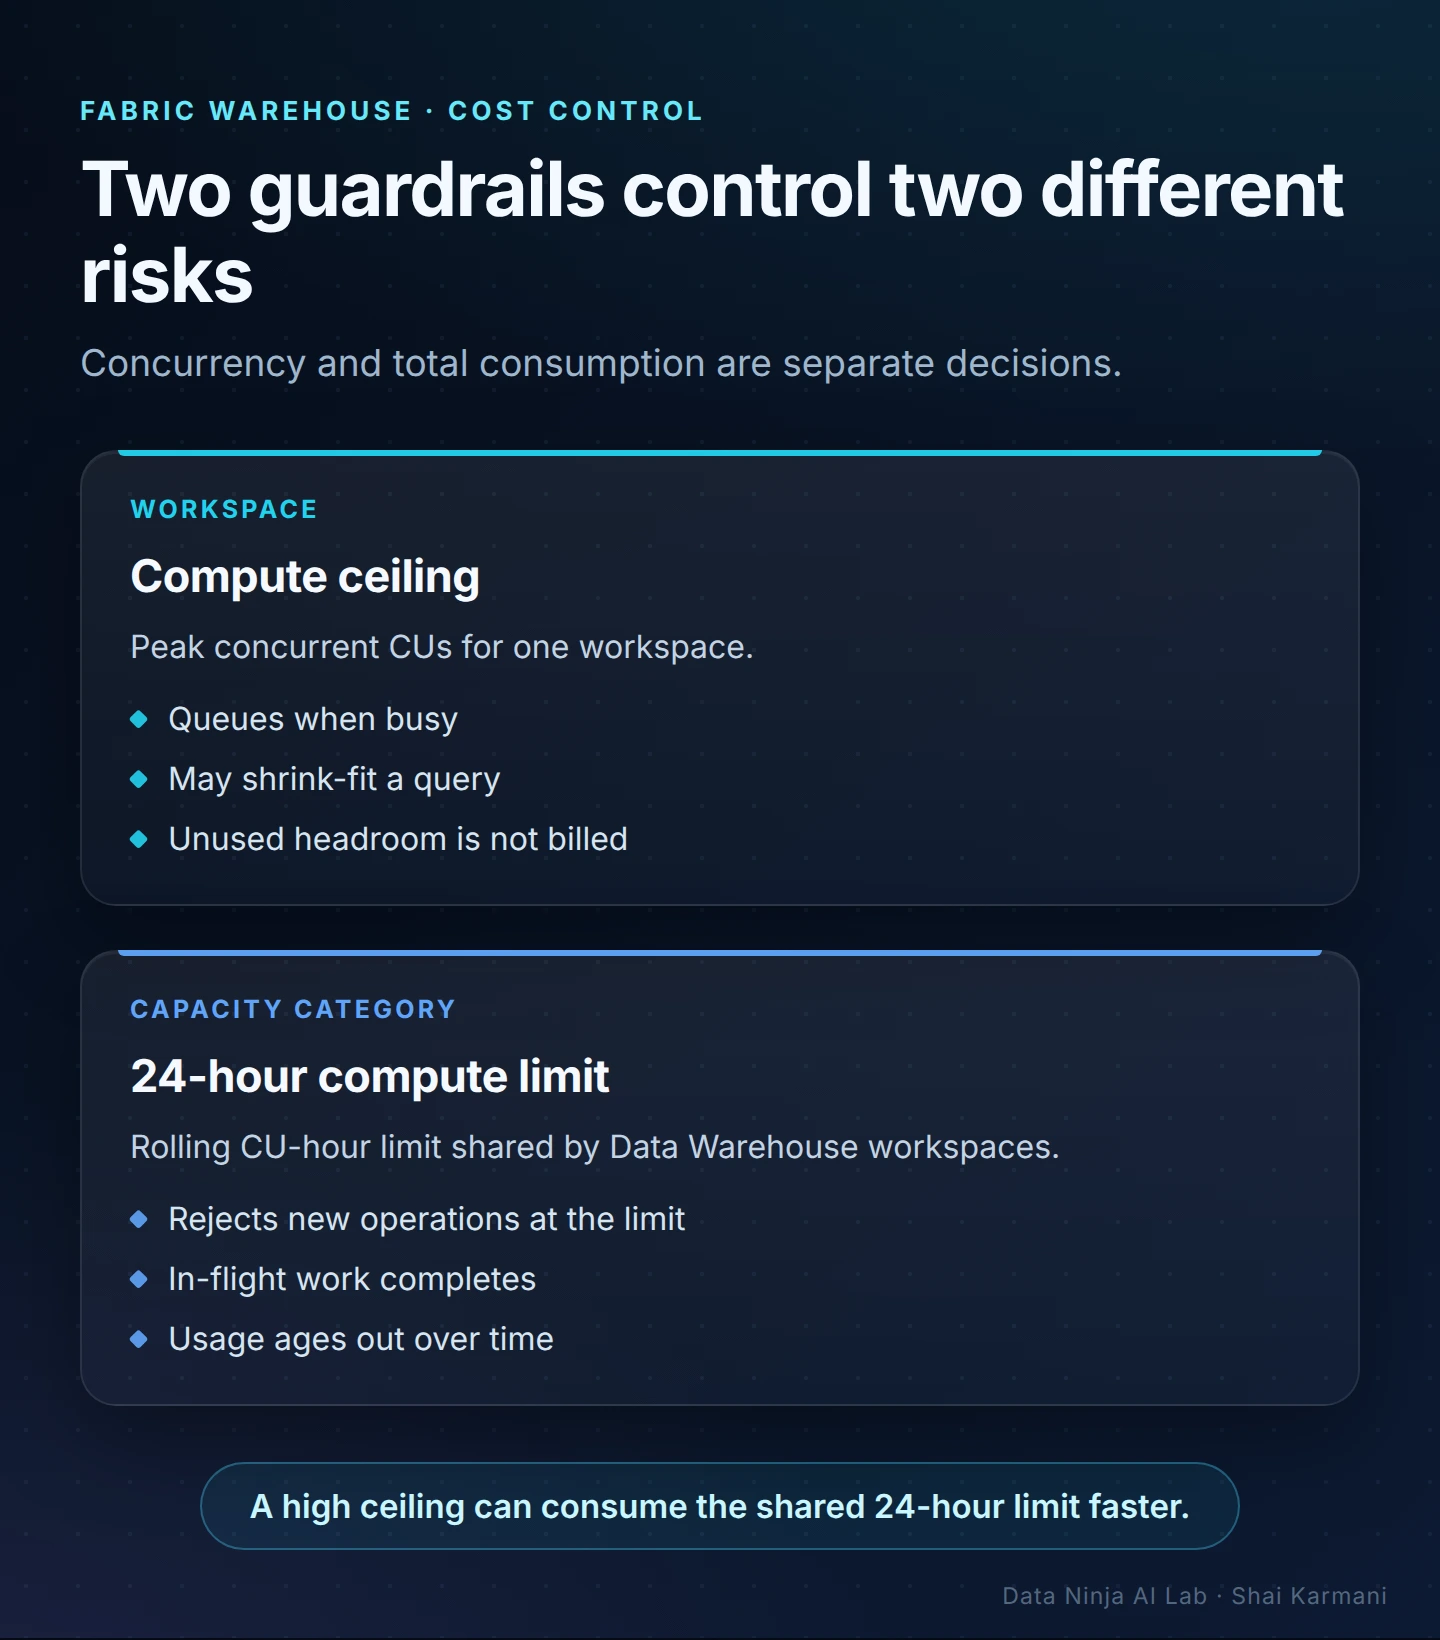 FABRIC WAREHOUSE · COST CONTROL
Two guardrails control two different
risks
Concurrency and total consumption are separate decisions.
WORKSPACE
Compute ceiling
Peak concurrent CUs for one workspace.
Queues when busy
May shrink-fit a query
Unused headroom is not billed
CAPACITY CATEGORY
24-hour compute limit
Rolling CU-hour limit shared by Data Warehouse workspaces.
Rejects new operations at the limit
In-flight work completes
Usage ages out over time
A high ceiling can consume the shared 24-hour limit faster.
Data Ninja AI Lab · Shai Karmani